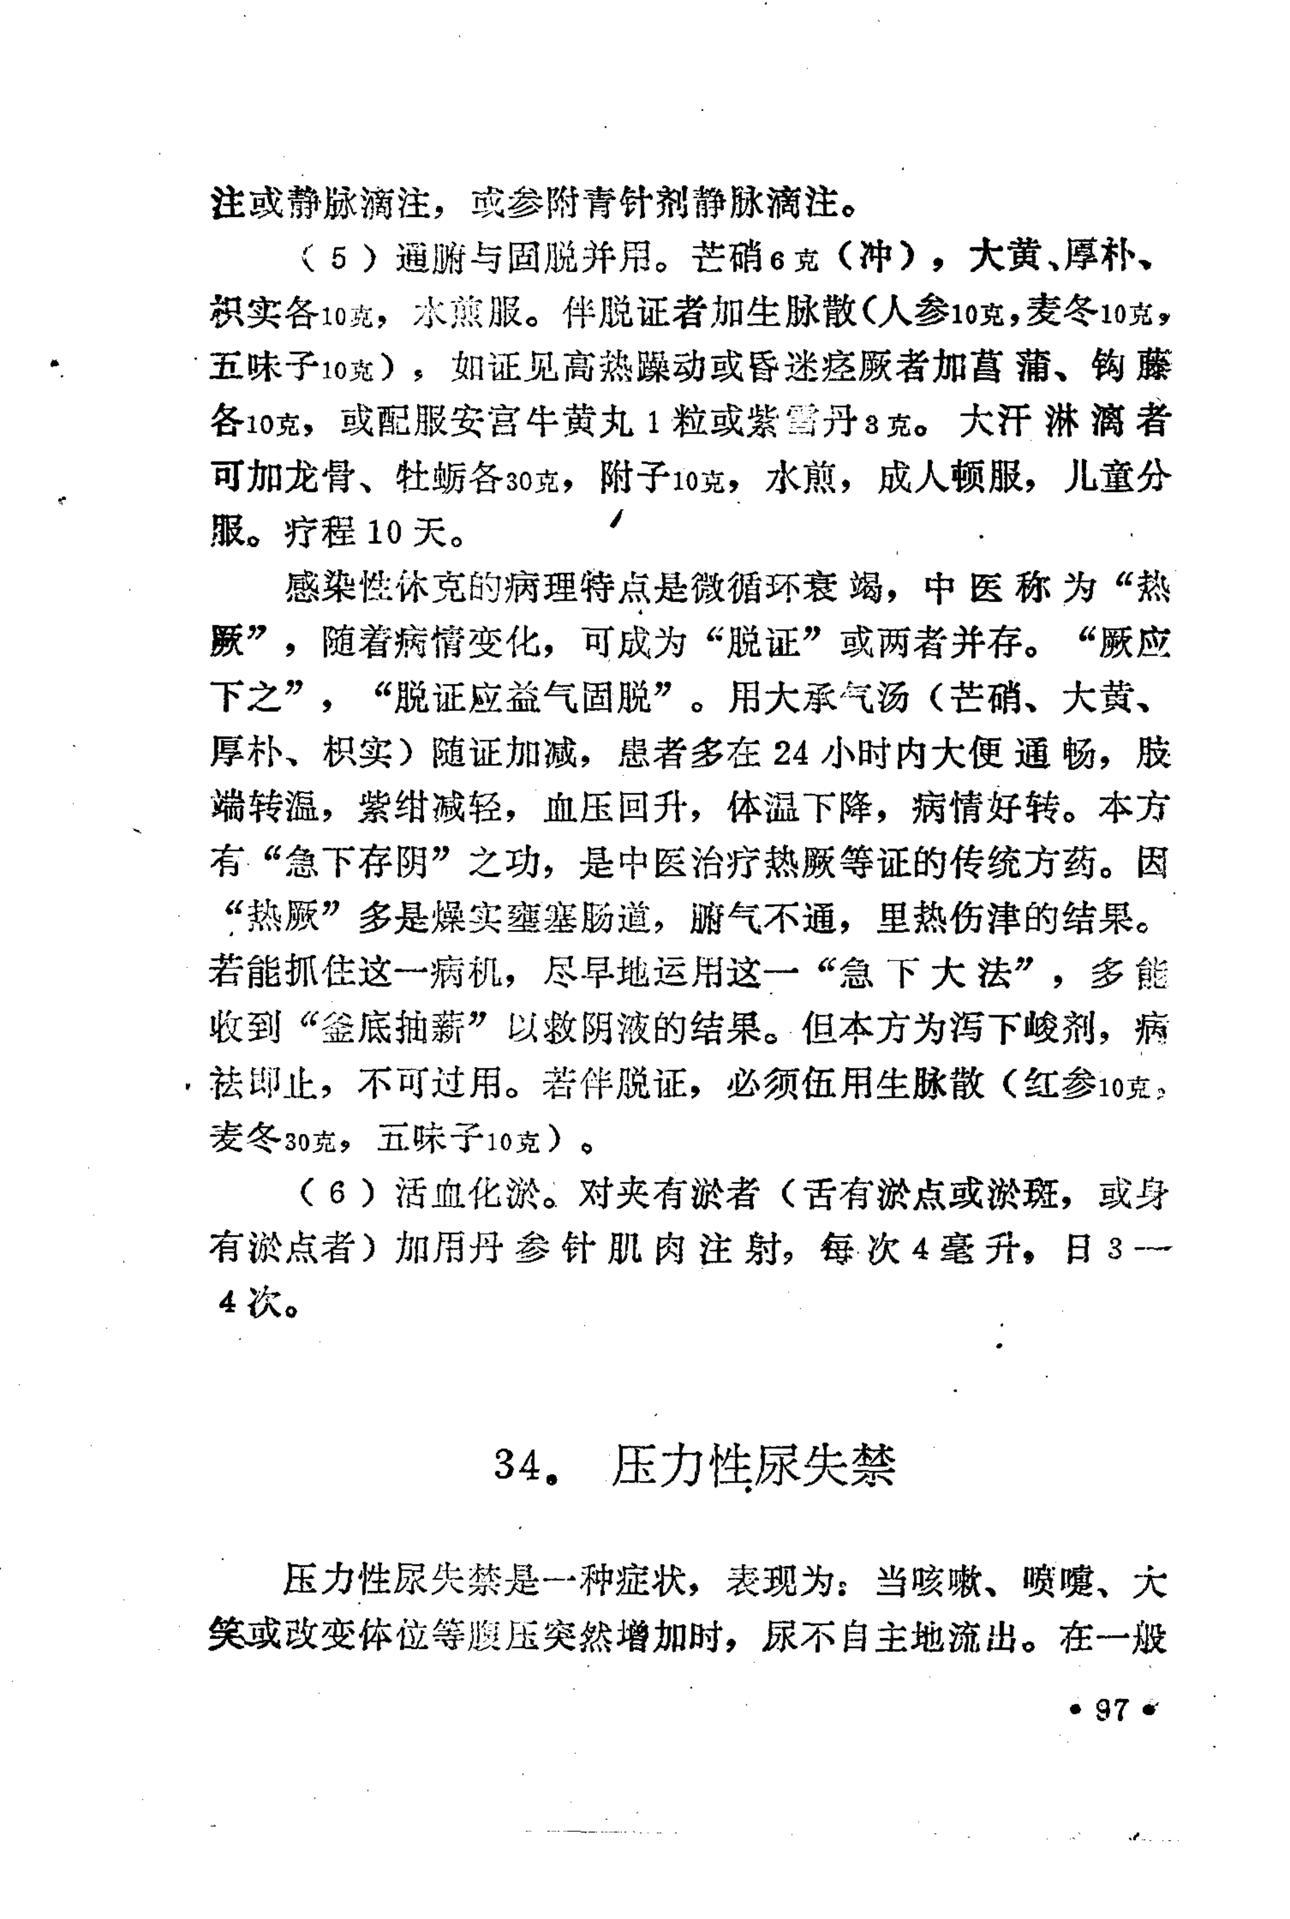 注或静脉滴注，或参附青针剂静脉滴注。
（5）通腑与固脱并用。芒硝6克（冲），大黄、厚朴、
枳实各10克，水煎服。伴脱证者加生脉散（人参10克，麦冬10克，
五味子10克），如证见高热躁动或昏迷痉厥者加菖蒲、钩藤
各10克，或配服安宫牛黄丸1粒或紫雪丹3克。大汗淋漓者
可加龙骨、牡蛎各30克，附子10克，水煎，成人顿服，儿童分
服。疗程10天。
感染性休克的病理特点是微循环衰竭，中医称为“热
厥”，随着病情变化，可成为“脱证”或两者并存。“厥应
下之”，“脱证应益气固脱”。用大承气汤（芒硝、大黄、
厚朴、枳实）随证加减，患者多在24小时内大便通畅，肢
端转温，紫绀减轻，血压回升，体温下降，病情好转。本方
有“急下存阴”之功，是中医治疗热厥等证的传统方药。因
“热厥”多是燥实壅塞肠道，腑气不通，里热伤津的结果。
若能抓住这一病机，尽早地运用这一“急下大法”，多能
收到“釜底抽薪”以救阴液的结果。但本方为泻下峻剂，病
祛即止，不可过用。若伴脱证，必须伍用生脉散（红参10克，
麦冬30克，五味子10克）。
（6）活血化淤。对夹有淤者（舌有淤点或淤斑，或身
有淤点者）加用丹参针肌肉注射，每次4毫升，日3—
4次。
34．压力性尿失禁
压力性尿失禁是一种症状，表现为：当咳嗽、喷嚏、大
笑或改变体位等腹压突然增加时，尿不自主地流出。在一般
•97•